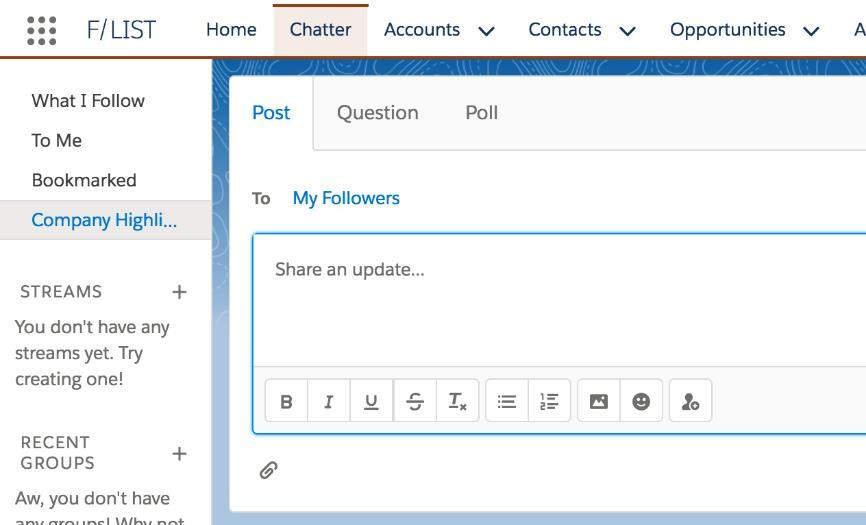 F/LIST Home Chatter Accounts Contacts Opportunities A
What I Follow
To Me
Bookmarked
Company Highli...
STREAMS
You don't have any
streams yet. Try
creating one!
RECENT
GROUPS
Aw, you don't have
any groups! Why not
Post Question Poll
To My Followers
Share an update...
B I U S Tx